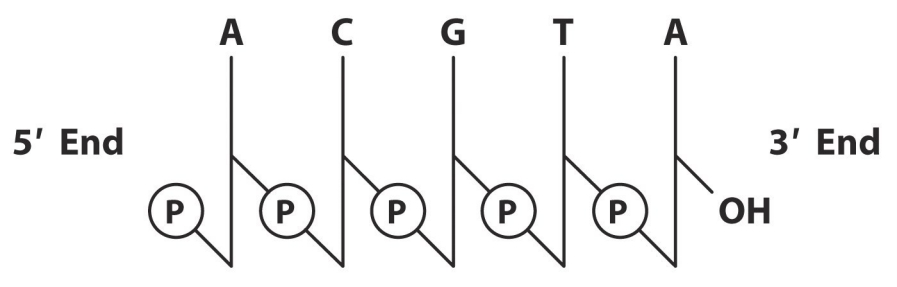 A C G T A
5′ End 3′ End
P P P P P OH